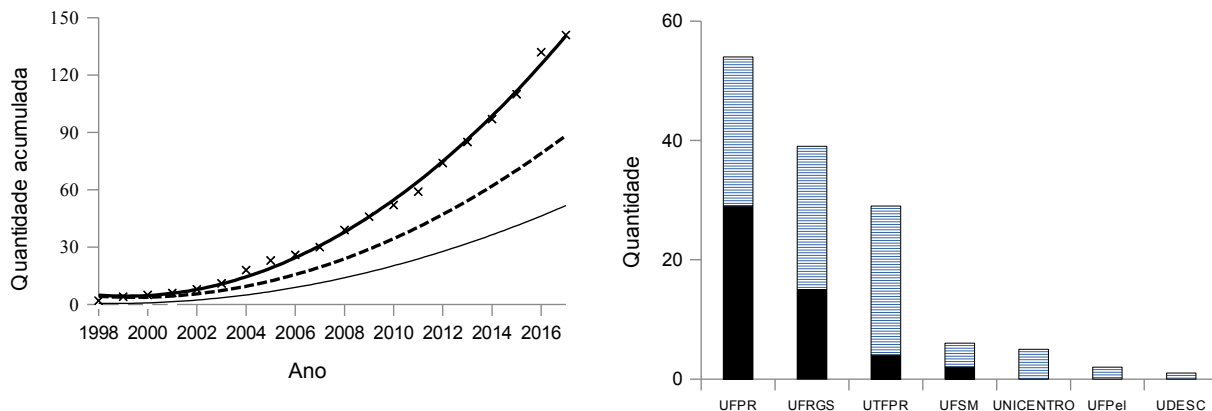 Quantidade acumulada
150
120
90
60
30
0
1998 2000 2002 2004 2006 2008 2010 2012 2014 2016
Ano
Quantidade
60
40
20
0
UFPR UFRGS UTFPR UFSM UNICENTRO UFPel UDESC